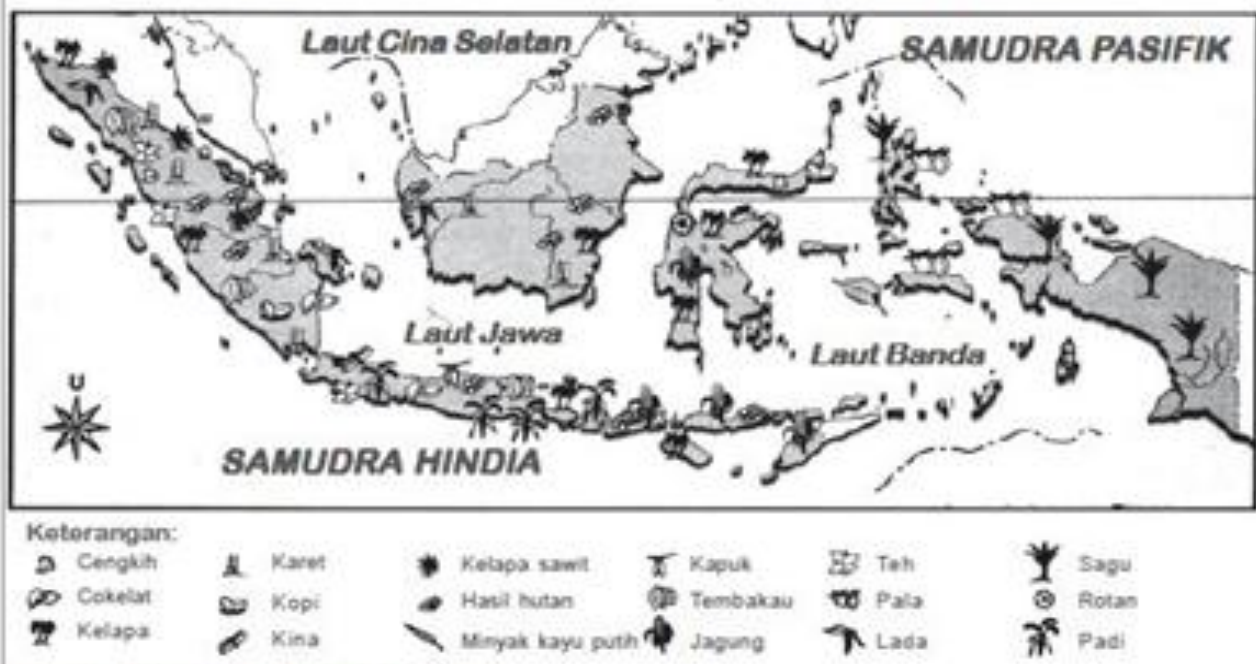 Laut Cina Selatan
SAMUDRA PASIFIK
Laut Jawa
Laut Banda
U
SAMUDRA HINDIA
Keterangan:
Cengkih Karet Kelapa sawit Kapuk Teh Sagu
Cokelat Kopi Hasil hutan Tembakau Pala Rotan
Kelapa Kina Minyak kayu putih Jagung Lada Padi